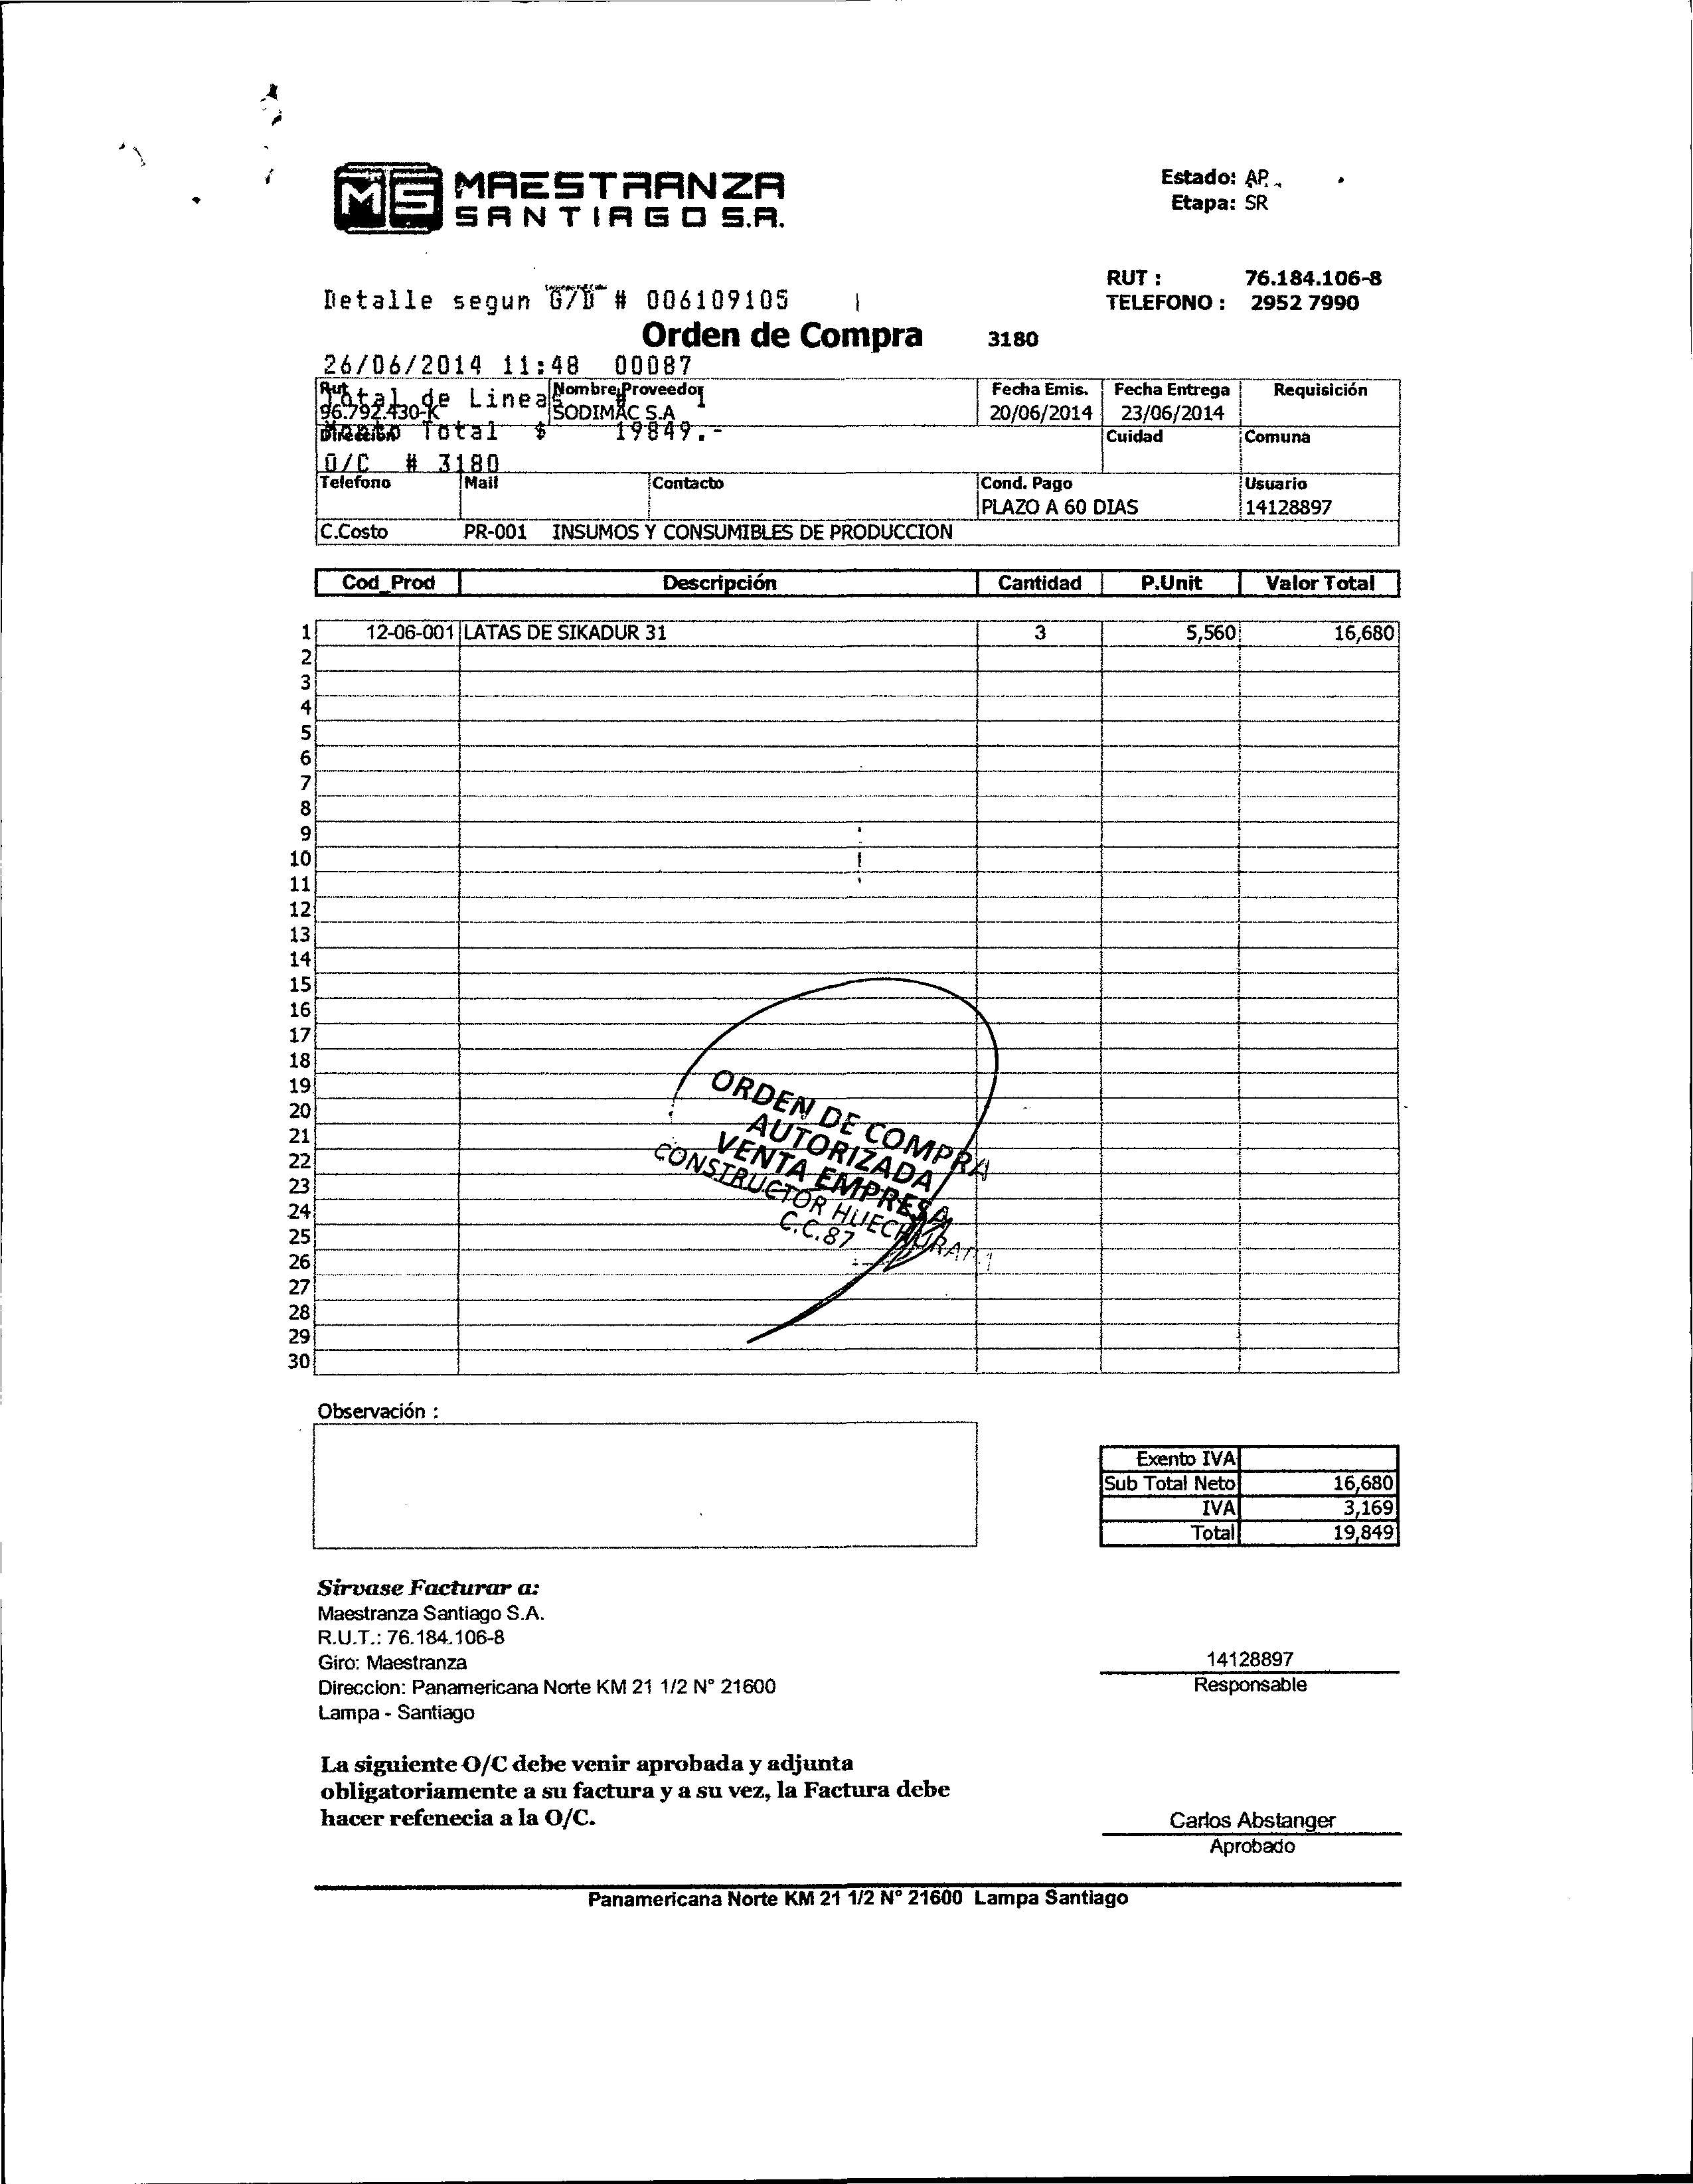 MS MAESTRANZA
SANTIAGO S.A.
Estado: AP
Etapa: SR
RUT : 76.184.106-8
TELEFONO : 2952 7990
Detalle segun G/D # 006109105
Orden de Compra 3180
26/06/2014 11:48 00087
Total de Lineas # 1
Monto Total $ 19849.-
O/C # 3180
Rut Nombre Proveedor Fecha Emis. Fecha Entrega Requisición
96.792.430-K SODIMAC S.A 20/06/2014 23/06/2014
Dirección Cuidad Comuna
Telefono Mail Contacto Cond. Pago Usuario
PLAZO A 60 DIAS 14128897
C.Costo PR-001 INSUMOS Y CONSUMIBLES DE PRODUCCION
Cod_Prod Descripción Cantidad P.Unit Valor Total
1 12-06-001 LATAS DE SIKADUR 31 3 5,560 16,680
2
3
4
5
6
7
8
9
10
11
12
13
14
15
16
17
18
19
20
21
22
23
24
25
26
27
28
29
30
ORDEN DE COMPRA
AUTORIZADA
VENTA EMPRESA
CONSTRUCTOR HUECHURABA
C.C.87
Observación :
Exento IVA
Sub Total Neto 16,680
IVA 3,169
Total 19,849
Sirvase Facturar a:
Maestranza Santiago S.A.
R.U.T.: 76.184.106-8
Giro: Maestranza
Direccion: Panamericana Norte KM 21 1/2 N° 21600
Lampa - Santiago
14128897
Responsable
La siguiente O/C debe venir aprobada y adjunta
obligatoriamente a su factura y a su vez, la Factura debe
hacer refenecia a la O/C.
Carlos Abstanger
Aprobado
Panamericana Norte KM 21 1/2 N° 21600 Lampa Santiago